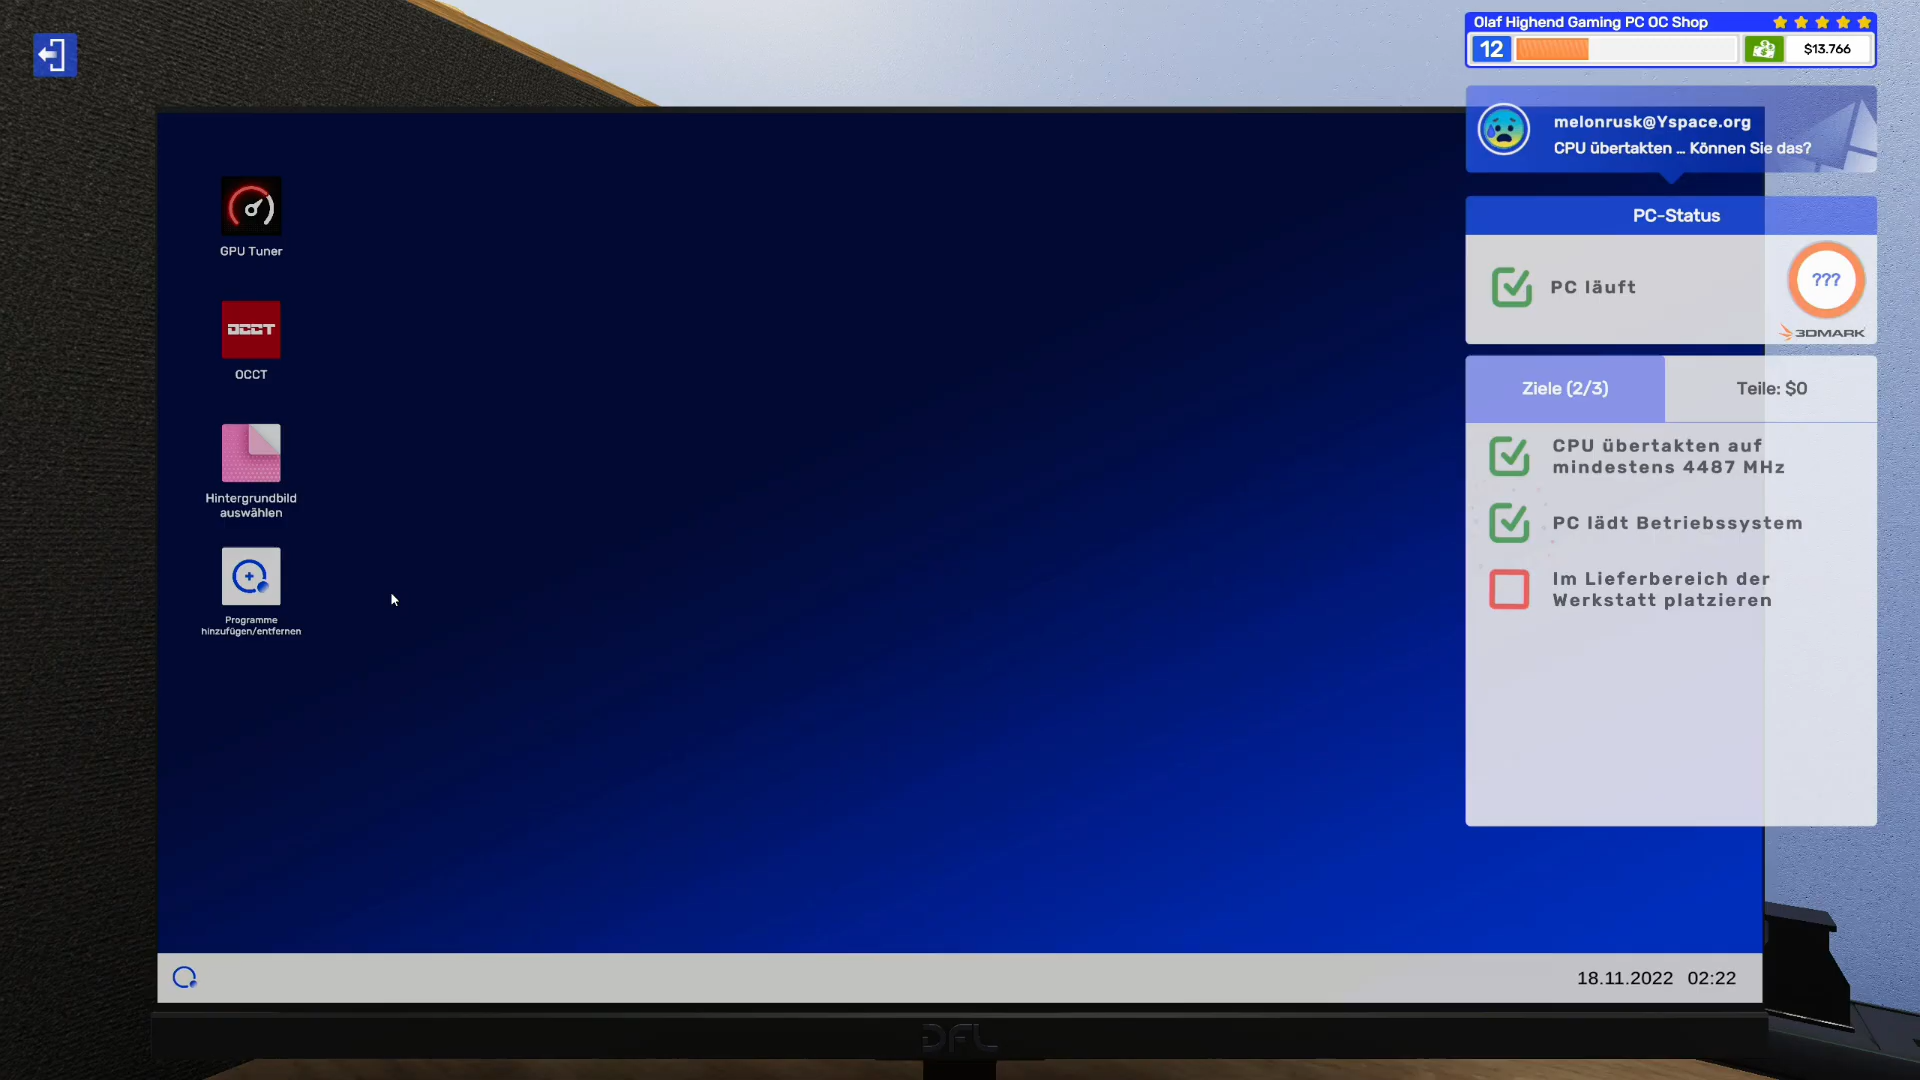 Olaf Highend Gaming PC OC Shop
12
$13.766
melonrusk@Yspace.org
CPU übertakten ... Können Sie das?
PC-Status
PC läuft
???
3DMARK
Ziele (2/3)
Teile: $0
CPU übertakten auf
mindestens 4487 MHz
PC lädt Betriebssystem
Im Lieferbereich der
Werkstatt platzieren
GPU Tuner
OCCT
OCCT
Hintergrundbild
auswählen
Programme
hinzufügen/entfernen
18.11.2022 02:22
DFL